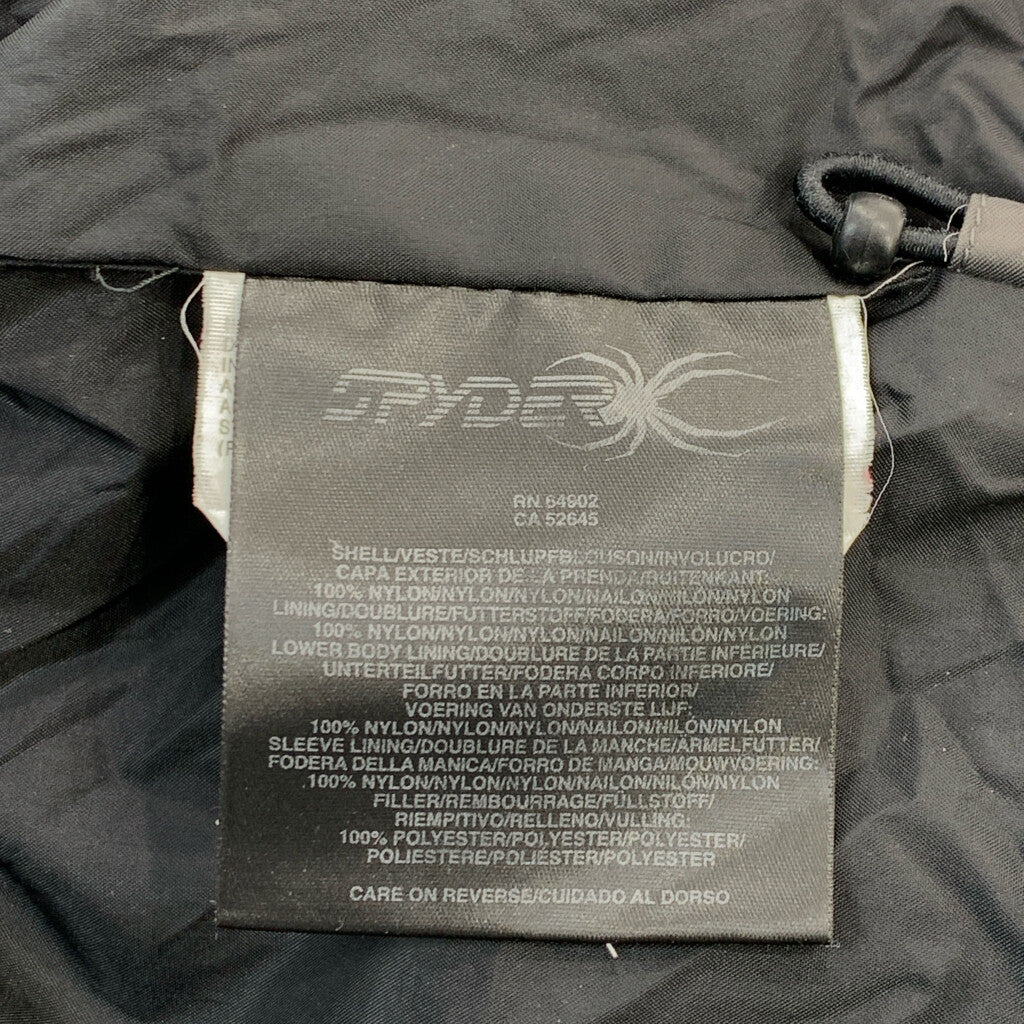 SPYDER
RN 64902
CA 52645
SHELL/VESTE/SCHLUPFBLOUSON/INVOLUCRO/
CAPA EXTERIOR DE LA PRENDA/BUITENKANT:
100% NYLON/NYLON/NYLON/NAILON/NILON/NYLON
LINING/DOUBLURE/FUTTERSTOFF/FODERA/FORRO/VOERING:
100% NYLON/NYLON/NYLON/NAILON/NILON/NYLON
LOWER BODY LINING/DOUBLURE DE LA PARTIE INFERIEURE/
UNTERTEILFUTTER/FODERA CORPO INFERIORE/
FORRO EN LA PARTE INFERIOR/
VOERING VAN ONDERSTE LIJF:
100% NYLON/NYLON/NYLON/NAILON/NILON/NYLON
SLEEVE LINING/DOUBLURE DE LA MANCHE/ÄRMELFUTTER/
FODERA DELLA MANICA/FORRO DE MANGA/MOUWVOERING:
100% NYLON/NYLON/NYLON/NAILON/NILON/NYLON
FILLER/REMBOURRAGE/FÜLLSTOFF/
RIEMPITIVO/RELLENO/VULLING:
100% POLYESTER/POLYESTER/POLYESTER/
POLIESTERE/POLIÉSTER/POLYESTER
CARE ON REVERSE/CUIDADO AL DORSO